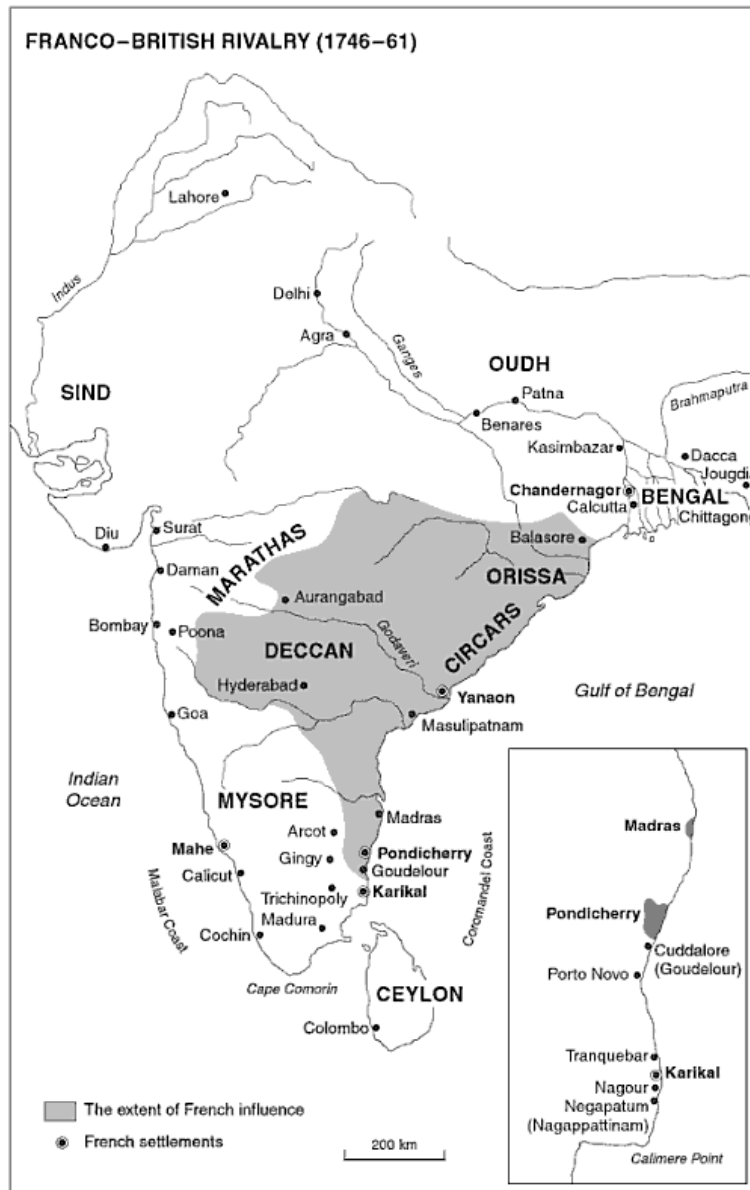 FRANCO–BRITISH RIVALRY (1746–61)
Lahore
Indus
Delhi
Agra
Ganges
OUDH
SIND
Patna
Brahmaputra
Benares
Kasimbazar
Dacca
Jougdia
Chandernagor
BENGAL
Calcutta
Chittagong
Diu
Surat
Balasore
MARATHAS
Daman
ORISSA
Aurangabad
CIRCARS
Bombay
Poona
Godaveri
DECCAN
Hyderabad
Yanaon
Gulf of Bengal
Goa
Masulipatnam
Indian
Ocean
MYSORE
Madras
Arcot
Mahe
Pondicherry
Gingy
Goudelour
Calicut
Karikal
Trichinopoly
Malabar Coast
Madura
Coromandel Coast
Cochin
Cape Comorin
CEYLON
Colombo
The extent of French influence
French settlements
200 km
Madras
Pondicherry
Cuddalore
(Goudelour)
Porto Novo
Tranquebar
Karikal
Nagour
Negapatum
(Nagappattinam)
Calimere Point